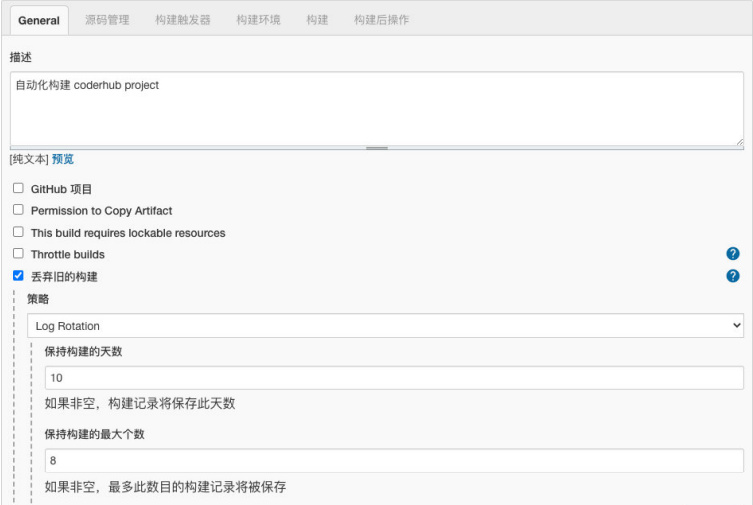 General 源码管理 构建触发器 构建环境 构建 构建后操作
描述
自动化构建 coderhub project
[纯文本] 预览
GitHub 项目
Permission to Copy Artifact
This build requires lockable resources
Throttle builds ?
丢弃旧的构建 ?
策略
Log Rotation
保持构建的天数
10
如果非空，构建记录将保存此天数
保持构建的最大个数
8
如果非空，最多此数目的构建记录将被保存